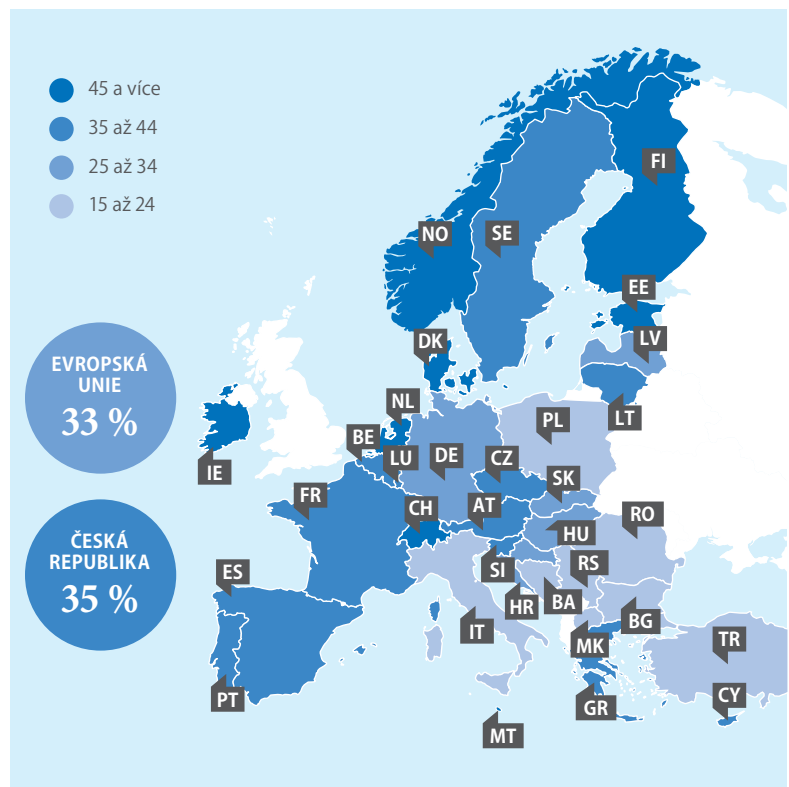 45 a více
35 až 44
25 až 34
15 až 24
FI
NO
SE
EE
DK
LV
EVROPSKÁ
UNIE
33 %
NL
LT
PL
BE
IE
LU
DE
CZ
SK
FR
CH
AT
RO
HU
ČESKÁ
REPUBLIKA
35 %
ES
SI
RS
HR
BA
IT
BG
MK
TR
PT
GR
CY
MT